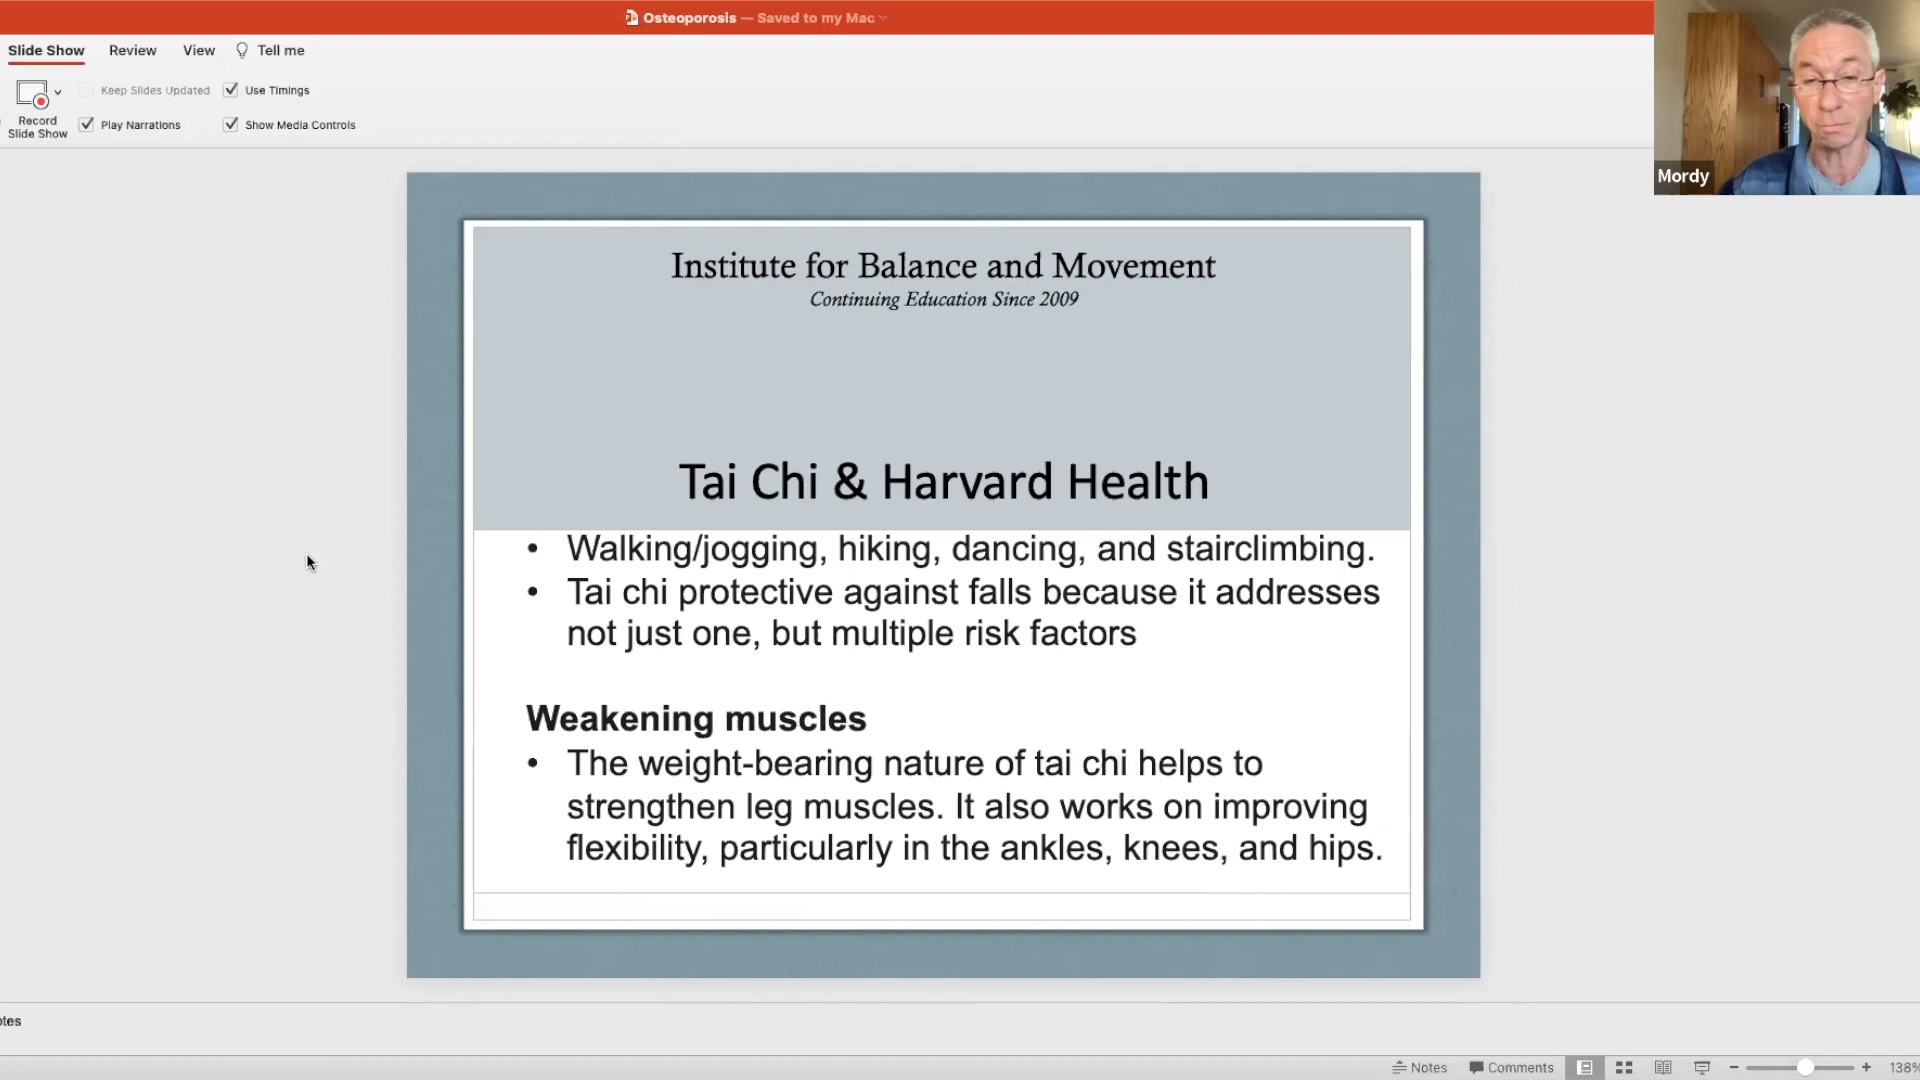 Osteoporosis — Saved to my Mac
Slide Show Review View Tell me
Keep Slides Updated Use Timings
Record
Slide Show
Play Narrations Show Media Controls
Mordy
Institute for Balance and Movement
Continuing Education Since 2009
Tai Chi & Harvard Health
• Walking/jogging, hiking, dancing, and stairclimbing.
• Tai chi protective against falls because it addresses
not just one, but multiple risk factors
Weakening muscles
• The weight-bearing nature of tai chi helps to
strengthen leg muscles. It also works on improving
flexibility, particularly in the ankles, knees, and hips.
otes
Notes Comments 138%